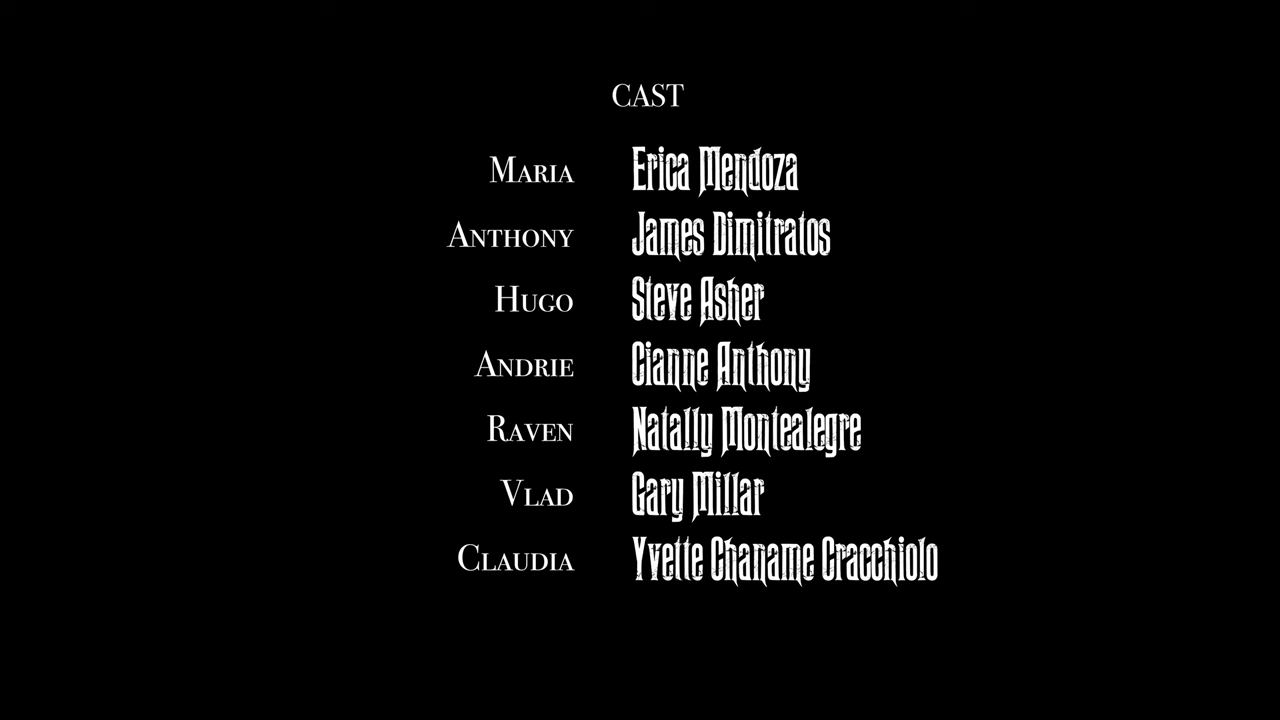 CAST
Maria Erica Mendoza
Anthony James Dimitratos
Hugo Steve Asher
Andrie Cianne Anthony
Raven Natally Montealegre
Vlad Gary Millar
Claudia Yvette Chaname Cracchiolo